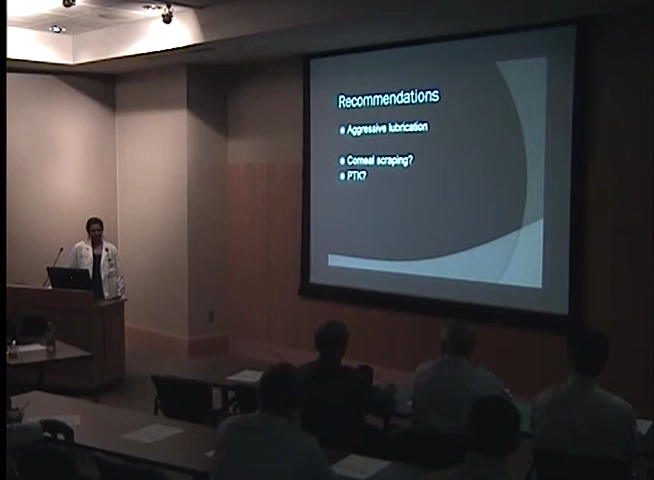 Recommendations
Aggressive lubrication
Corneal scraping?
PTK?